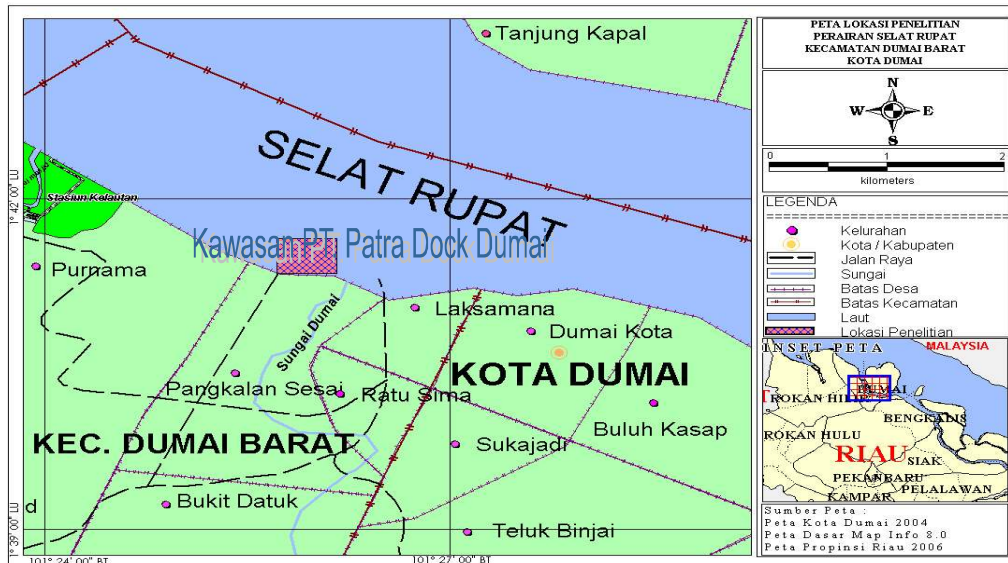 Tanjung Kapal
SELAT RUPAT
Stasiun Kelautan
Kawasan PT. Patra Dock Dumai
Purnama
Laksamana
Sungai Dumai
Dumai Kota
Pangkalan Sesai
Ratu Sima
KOTA DUMAI
Buluh Kasap
KEC. DUMAI BARAT
Sukajadi
Bukit Datuk
d
Teluk Binjai
1° 42' 00" LU
1° 39' 00" LU
101° 24' 00" BT
101° 27' 00" BT
PETA LOKASI PENELITIAN
PERAIRAN SELAT RUPAT
KECAMATAN DUMAI BARAT
KOTA DUMAI
N
W E
S
0 1 2
kilometers
LEGENDA
====================
Kelurahan
Kota / Kabupaten
Jalan Raya
Sungai
Batas Desa
Batas Kecamatan
Laut
Lokasi Penelitian
INSET PETA
MALAYSIA
DUMAI
ROKAN HILIR
BENGKALIS
ROKAN HULU
RIAU
SIAK
PEKANBARU
PELALAWAN
KAMPAR
Sumber Peta :
Peta Kota Dumai 2004
Peta Dasar Map Info 8.0
Peta Propinsi Riau 2006